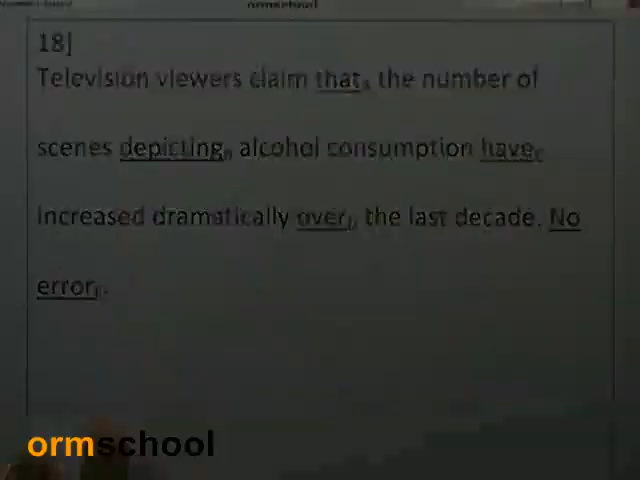 ormschool
18]
Television viewers claim that A the number of
scenes depicting B alcohol consumption have C
increased dramatically over D the last decade. No
error E.
ormschool